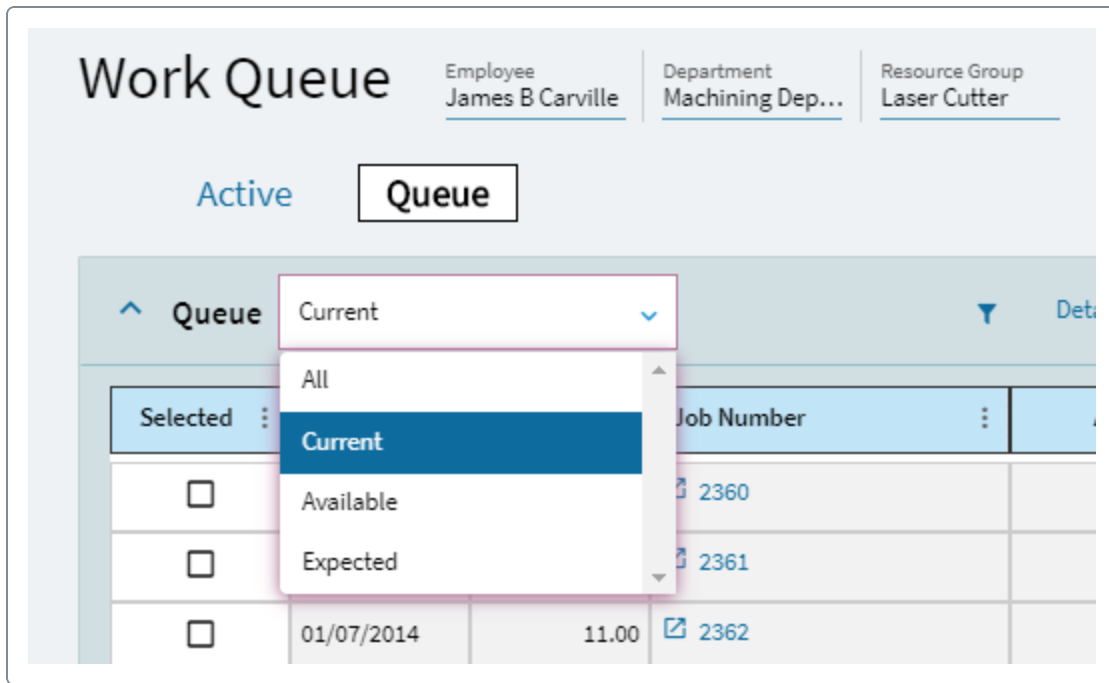 Work Queue
Employee
James B Carville
Department
Machining Dep...
Resource Group
Laser Cutter
Active
Queue
Queue
Current
All
Current
Available
Expected
Selected
Job Number
2360
2361
01/07/2014
11.00
2362